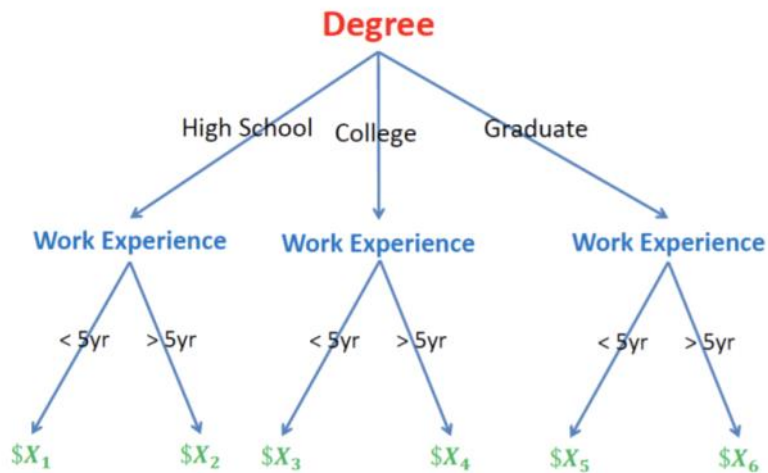 Degree
High School College Graduate
Work Experience Work Experience Work Experience
< 5yr > 5yr < 5yr > 5yr < 5yr > 5yr
$X₁ $X₂ $X₃ $X₄ $X₅ $X₆